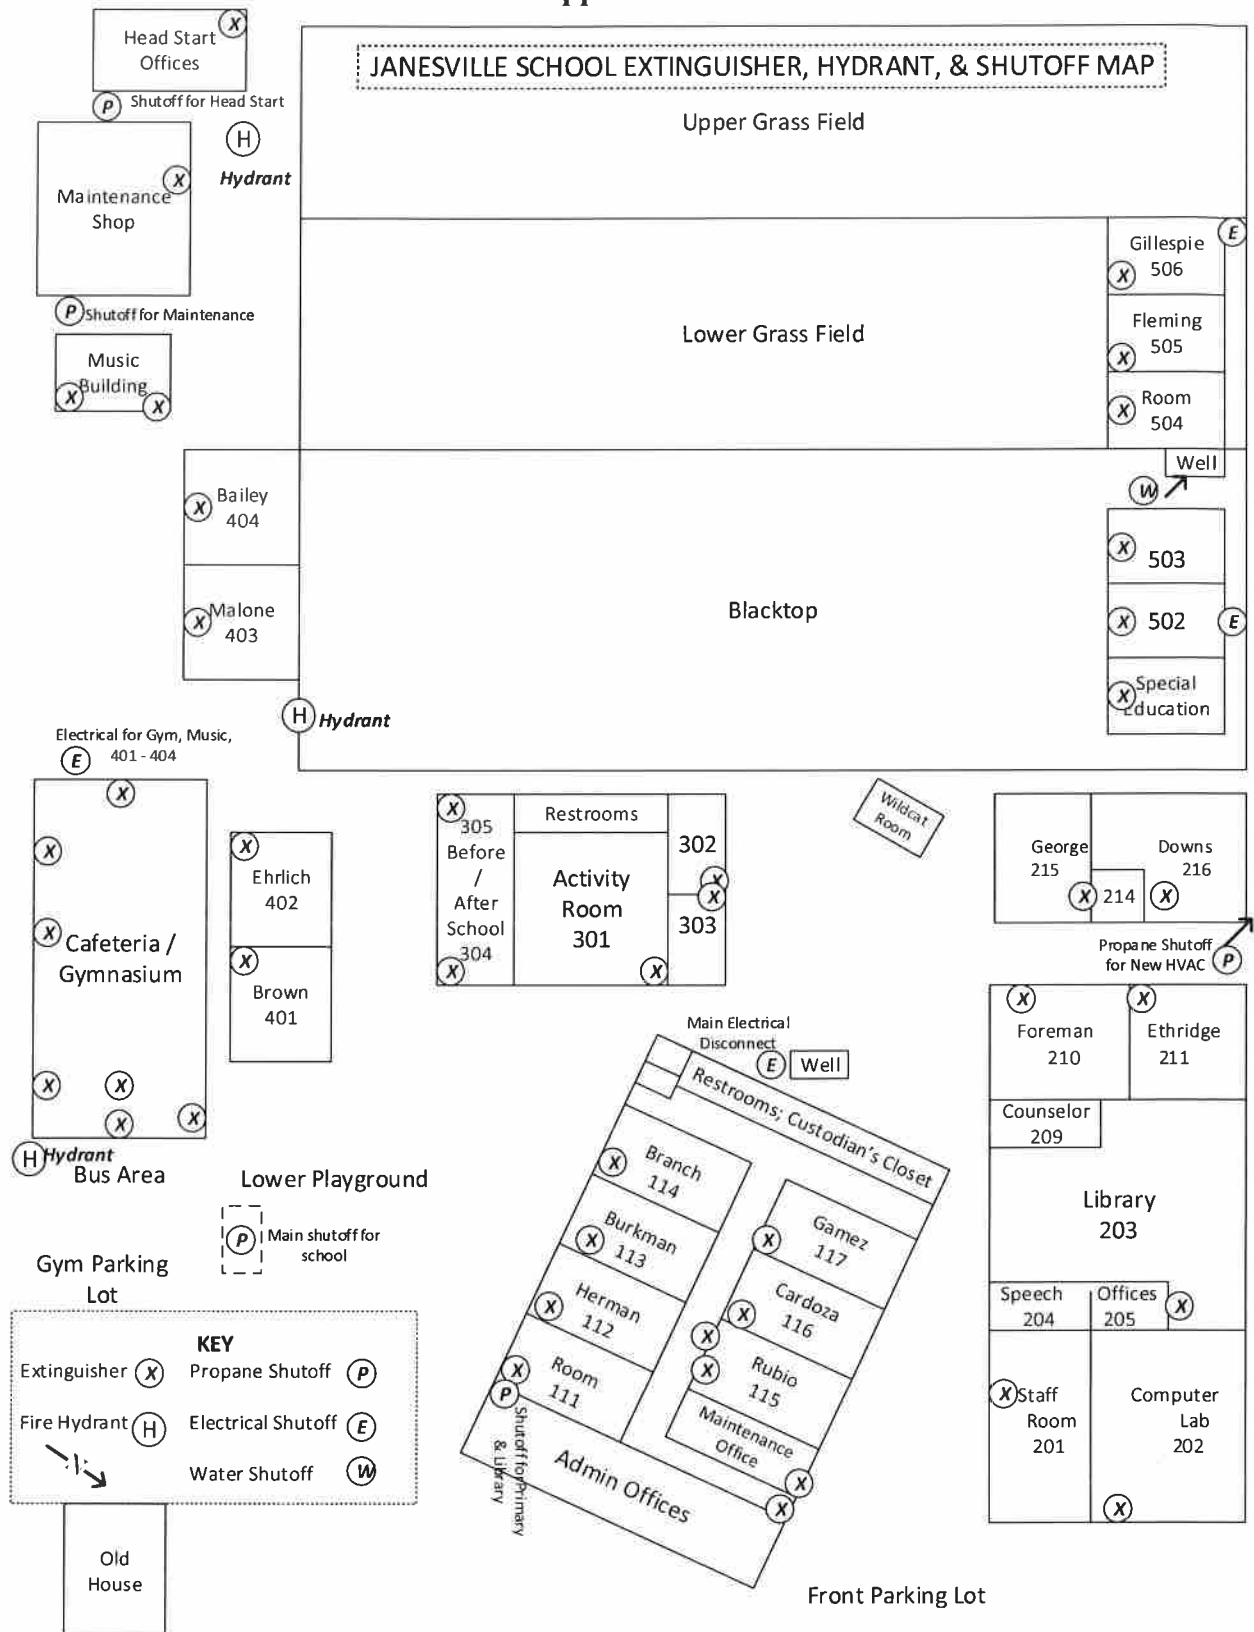 JANESVILLE SCHOOL EXTINGUISHER, HYDRANT, & SHUTOFF MAP
Head Start
Offices
X
P
Shutoff for Head Start
H
Hydrant
Maintenance
Shop
X
P
Shutoff for Maintenance
Music
Building
X
X
Upper Grass Field
Lower Grass Field
Gillespie
506
X
E
Fleming
505
X
Room
504
X
Well
W
Bailey
404
X
Malone
403
X
Blacktop
503
X
502
X
E
Special
Education
X
H
Hydrant
Electrical for Gym, Music,
401 - 404
E
X
X
X
Cafeteria /
Gymnasium
X
X
X
X
H
Hydrant
Bus Area
X
Ehrlich
402
X
Brown
401
X
305
Before
/
After
School
304
X
Restrooms
Activity
Room
301
X
302
X
X
303
Wildcat
Room
George
215
X
214
X
Downs
216
Propane Shutoff
for New HVAC
P
X
Foreman
210
X
Ethridge
211
Counselor
209
Library
203
Speech
204
Offices
205
X
X
Staff
Room
201
Computer
Lab
202
X
Main Electrical
Disconnect
E
Well
Restrooms; Custodian's Closet
Branch
114
X
Burkman
113
X
Herman
112
X
Room
111
X
P
Shutoff for Primary
& Library
Gamez
117
X
Cardoza
116
X
X
X
Rubio
115
Maintenance
Office
X
X
Admin Offices
Front Parking Lot
Lower Playground
P
Main shutoff for
school
Gym Parking
Lot
KEY
Extinguisher X
Propane Shutoff P
Fire Hydrant H
Electrical Shutoff E
Water Shutoff W
Old
House